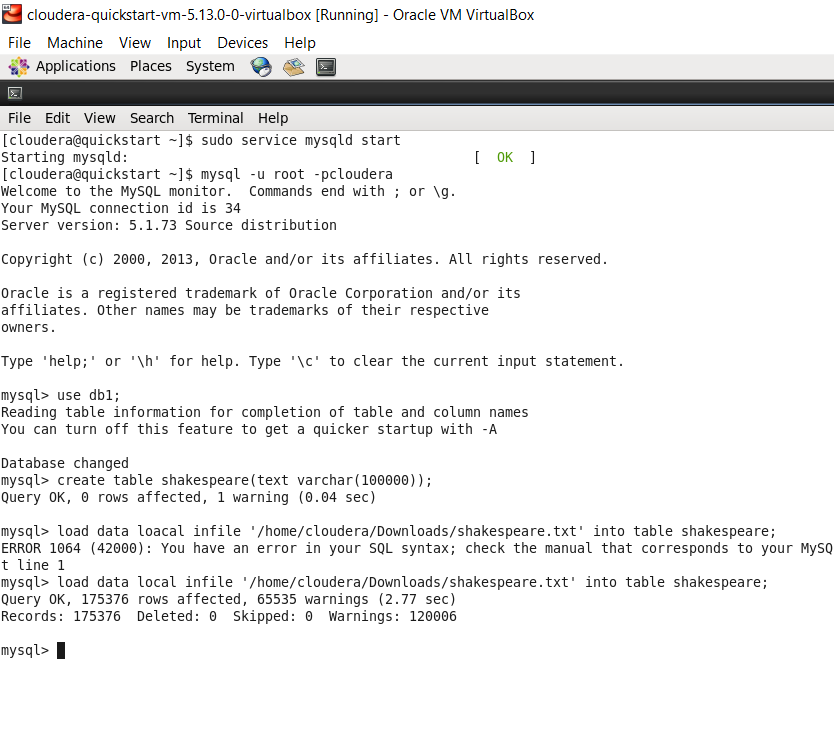 cloudera-quickstart-vm-5.13.0-0-virtualbox [Running] - Oracle VM VirtualBox
File Machine View Input Devices Help
Applications Places System
File Edit View Search Terminal Help
[cloudera@quickstart ~]$ sudo service mysqld start
Starting mysqld: [ OK ]
[cloudera@quickstart ~]$ mysql -u root -pcloudera
Welcome to the MySQL monitor. Commands end with ; or \g.
Your MySQL connection id is 34
Server version: 5.1.73 Source distribution
Copyright (c) 2000, 2013, Oracle and/or its affiliates. All rights reserved.
Oracle is a registered trademark of Oracle Corporation and/or its
affiliates. Other names may be trademarks of their respective
owners.
Type 'help;' or '\h' for help. Type '\c' to clear the current input statement.
mysql> use db1;
Reading table information for completion of table and column names
You can turn off this feature to get a quicker startup with -A
Database changed
mysql> create table shakespeare(text varchar(100000));
Query OK, 0 rows affected, 1 warning (0.04 sec)
mysql> load data loacal infile '/home/cloudera/Downloads/shakespeare.txt' into table shakespeare;
ERROR 1064 (42000): You have an error in your SQL syntax; check the manual that corresponds to your MySQ
t line 1
mysql> load data local infile '/home/cloudera/Downloads/shakespeare.txt' into table shakespeare;
Query OK, 175376 rows affected, 65535 warnings (2.77 sec)
Records: 175376 Deleted: 0 Skipped: 0 Warnings: 120006
mysql>